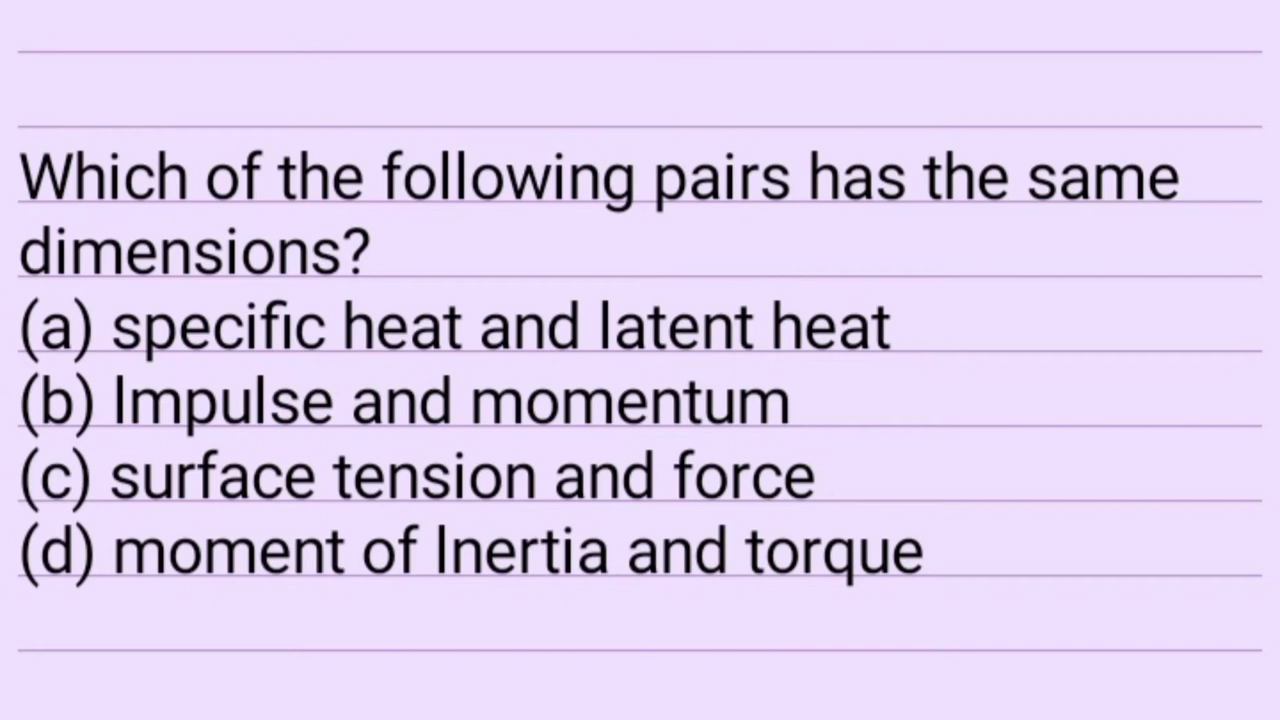 Which of the following pairs has the same
dimensions?
(a) specific heat and latent heat
(b) Impulse and momentum
(c) surface tension and force
(d) moment of Inertia and torque